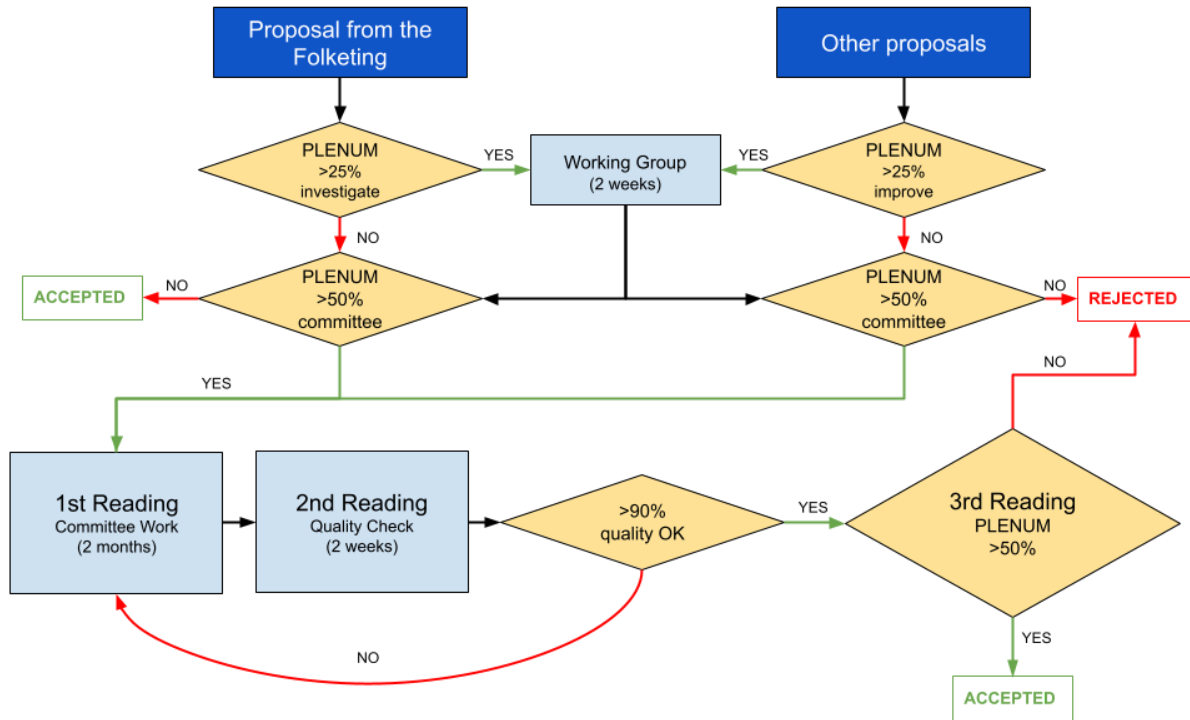 Proposal from the
Folketing
Other proposals
PLENUM
>25%
investigate
YES
Working Group
(2 weeks)
YES
PLENUM
>25%
improve
NO
NO
ACCEPTED
NO
PLENUM
>50%
committee
PLENUM
>50%
committee
NO
REJECTED
YES
NO
1st Reading
Committee Work
(2 months)
2nd Reading
Quality Check
(2 weeks)
>90%
quality OK
YES
3rd Reading
PLENUM
>50%
NO
YES
ACCEPTED